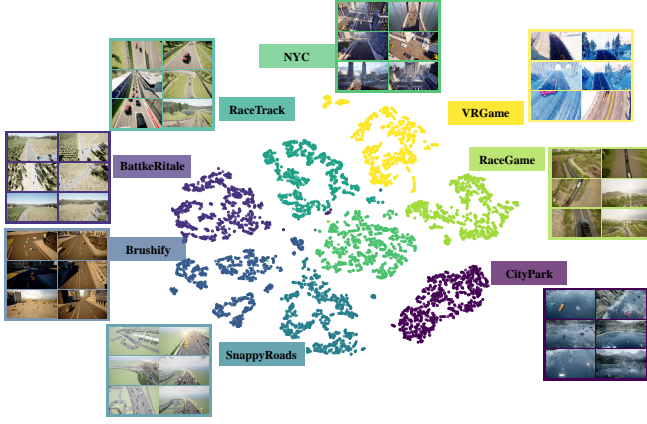 NYC
RaceTrack
VRGame
BattkeRitale
RaceGame
Brushify
CityPark
SnappyRoads